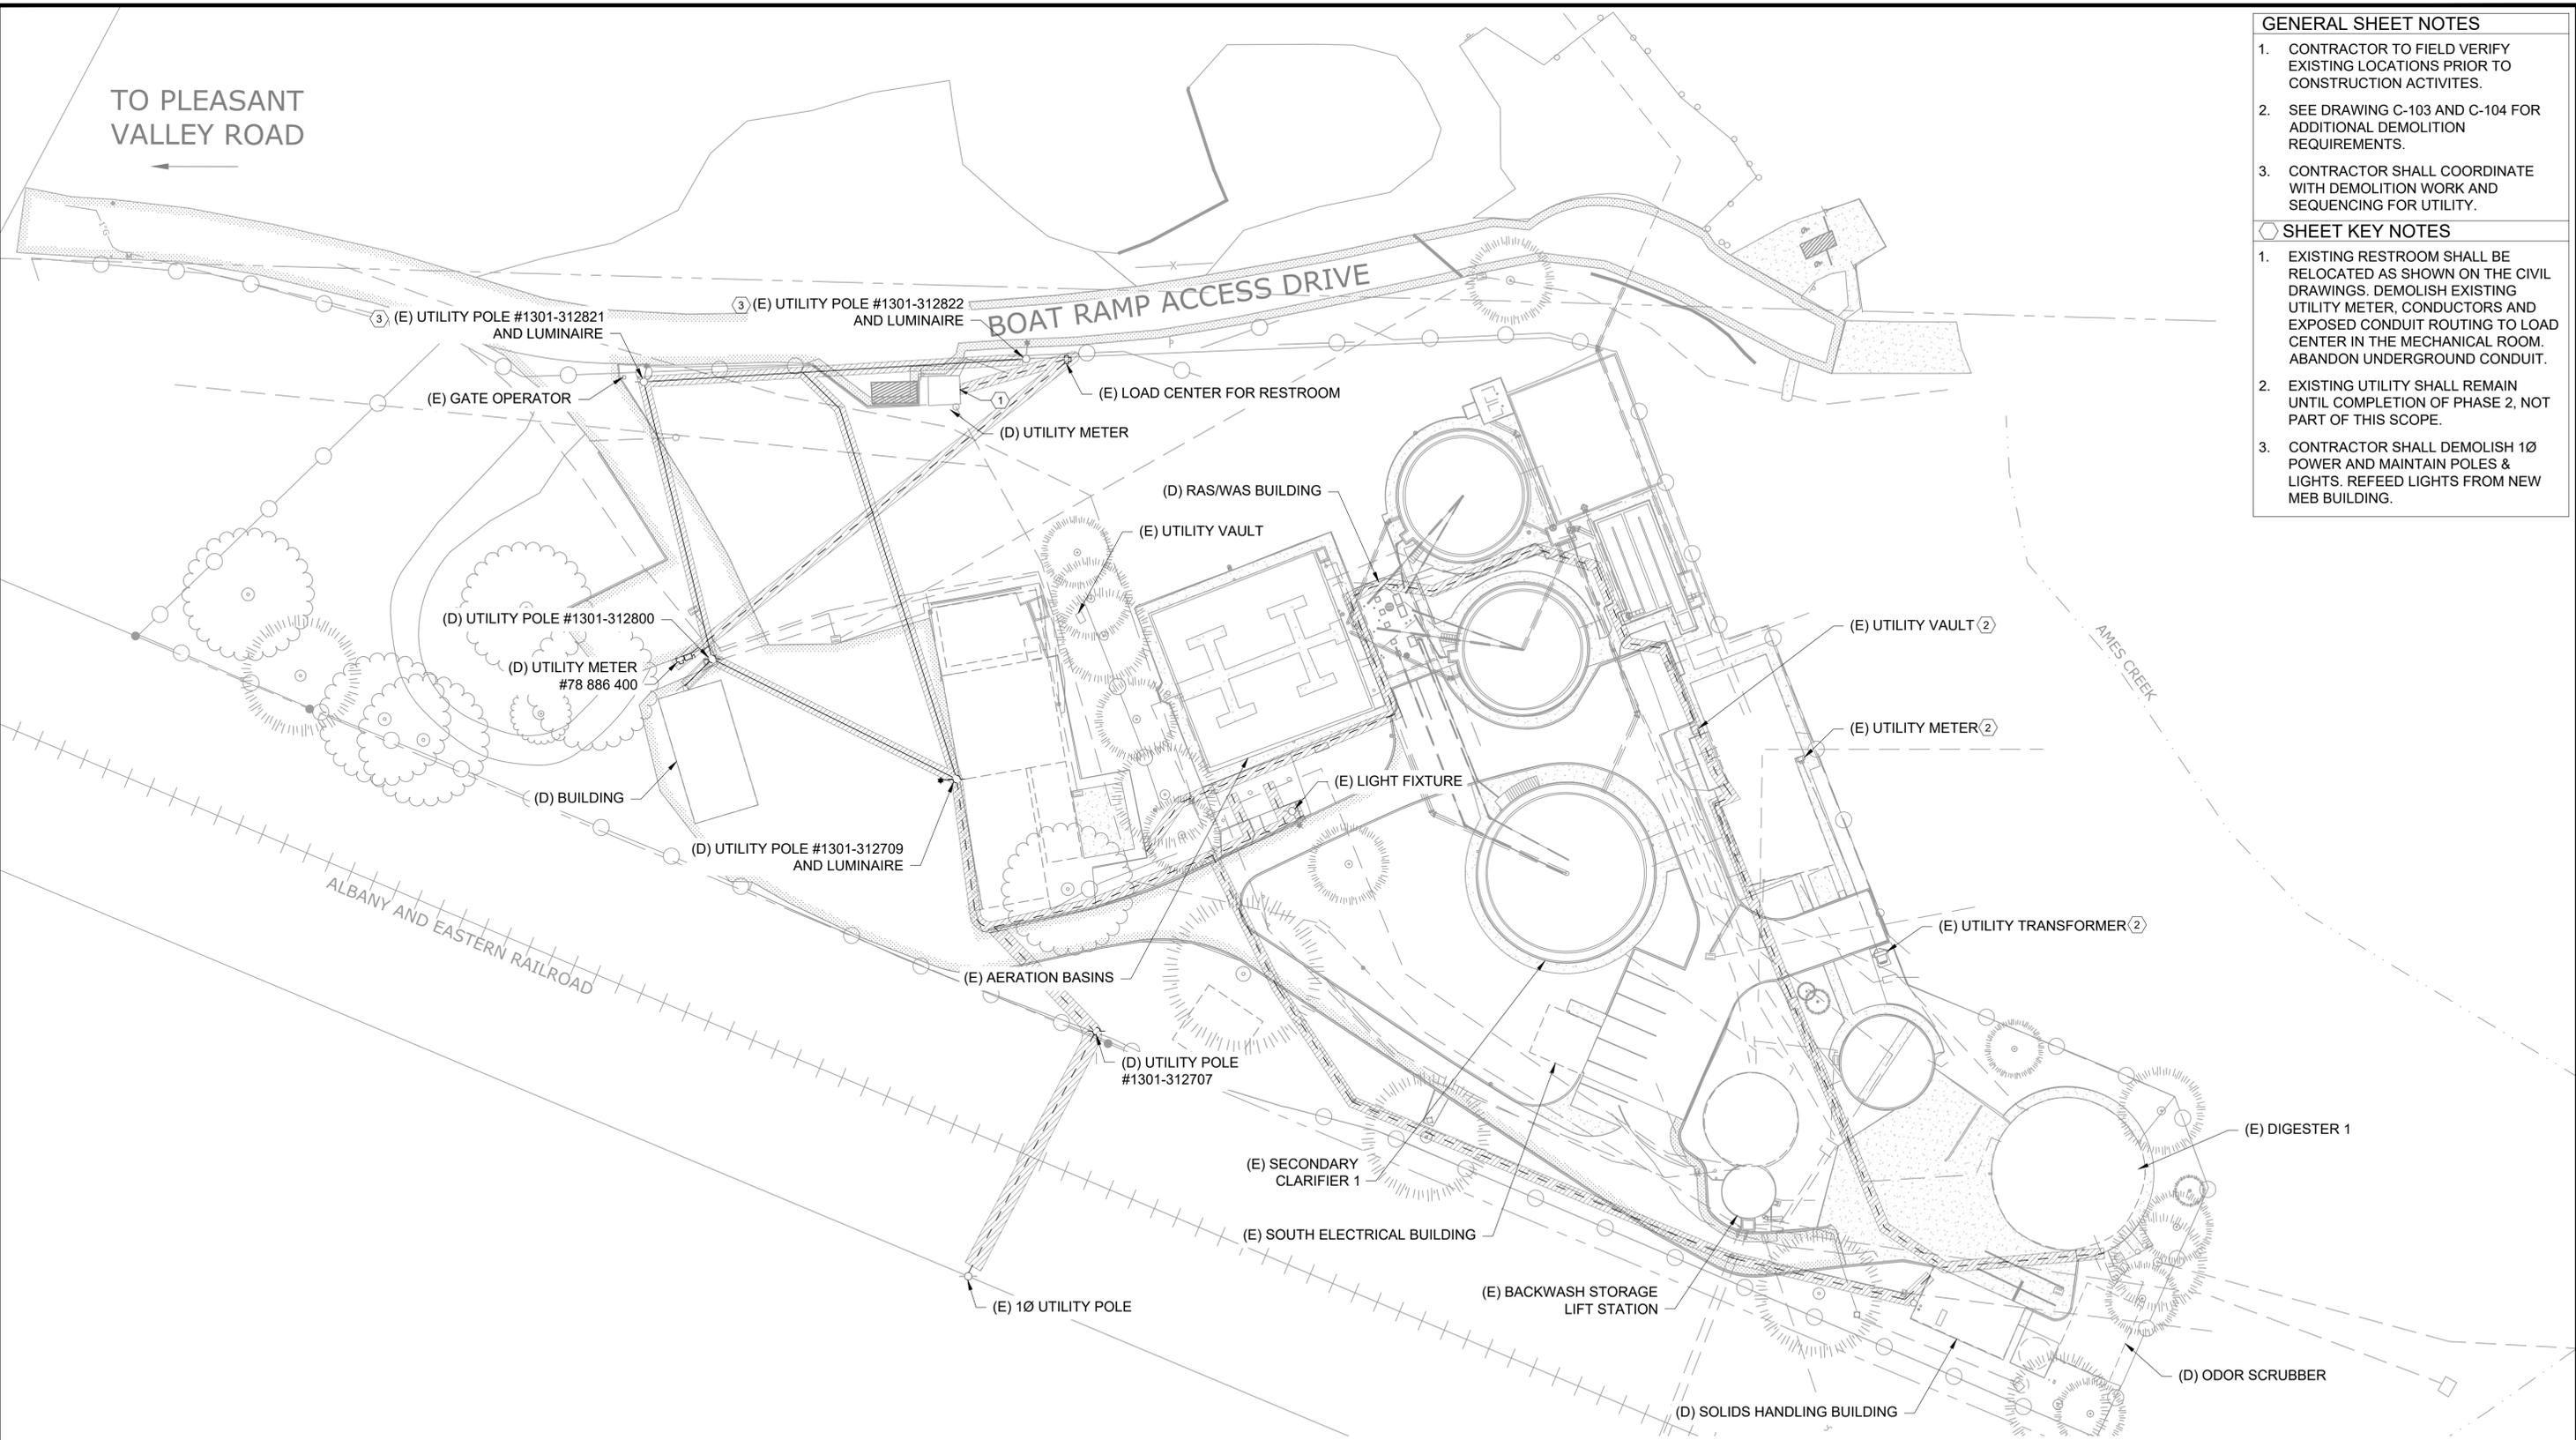 GENERAL SHEET NOTES
1. CONTRACTOR TO FIELD VERIFY
EXISTING LOCATIONS PRIOR TO
CONSTRUCTION ACTIVITES.
2. SEE DRAWING C-103 AND C-104 FOR
ADDITIONAL DEMOLITION
REQUIREMENTS.
3. CONTRACTOR SHALL COORDINATE
WITH DEMOLITION WORK AND
SEQUENCING FOR UTILITY.
SHEET KEY NOTES
1. EXISTING RESTROOM SHALL BE
RELOCATED AS SHOWN ON THE CIVIL
DRAWINGS. DEMOLISH EXISTING
UTILITY METER, CONDUCTORS AND
EXPOSED CONDUIT ROUTING TO LOAD
CENTER IN THE MECHANICAL ROOM.
ABANDON UNDERGROUND CONDUIT.
2. EXISTING UTILITY SHALL REMAIN
UNTIL COMPLETION OF PHASE 2, NOT
PART OF THIS SCOPE.
3. CONTRACTOR SHALL DEMOLISH 1Ø
POWER AND MAINTAIN POLES &
LIGHTS. REFEED LIGHTS FROM NEW
MEB BUILDING.
TO PLEASANT
VALLEY ROAD
BOAT RAMP ACCESS DRIVE
3 (E) UTILITY POLE #1301-312822
AND LUMINAIRE
3 (E) UTILITY POLE #1301-312821
AND LUMINAIRE
(E) GATE OPERATOR
(E) LOAD CENTER FOR RESTROOM
1
(D) UTILITY METER
(D) RAS/WAS BUILDING
(E) UTILITY VAULT
(D) UTILITY POLE #1301-312800
(D) UTILITY METER
#78 886 400
(E) UTILITY VAULT 2
AMES CREEK
(E) UTILITY METER 2
(E) LIGHT FIXTURE
(D) BUILDING
(D) UTILITY POLE #1301-312709
AND LUMINAIRE
ALBANY AND EASTERN RAILROAD
(E) UTILITY TRANSFORMER 2
(E) AERATION BASINS
(D) UTILITY POLE
#1301-312707
(E) DIGESTER 1
(E) SECONDARY
CLARIFIER 1
(E) SOUTH ELECTRICAL BUILDING
(E) BACKWASH STORAGE
LIFT STATION
(E) 1Ø UTILITY POLE
(D) ODOR SCRUBBER
(D) SOLIDS HANDLING BUILDING